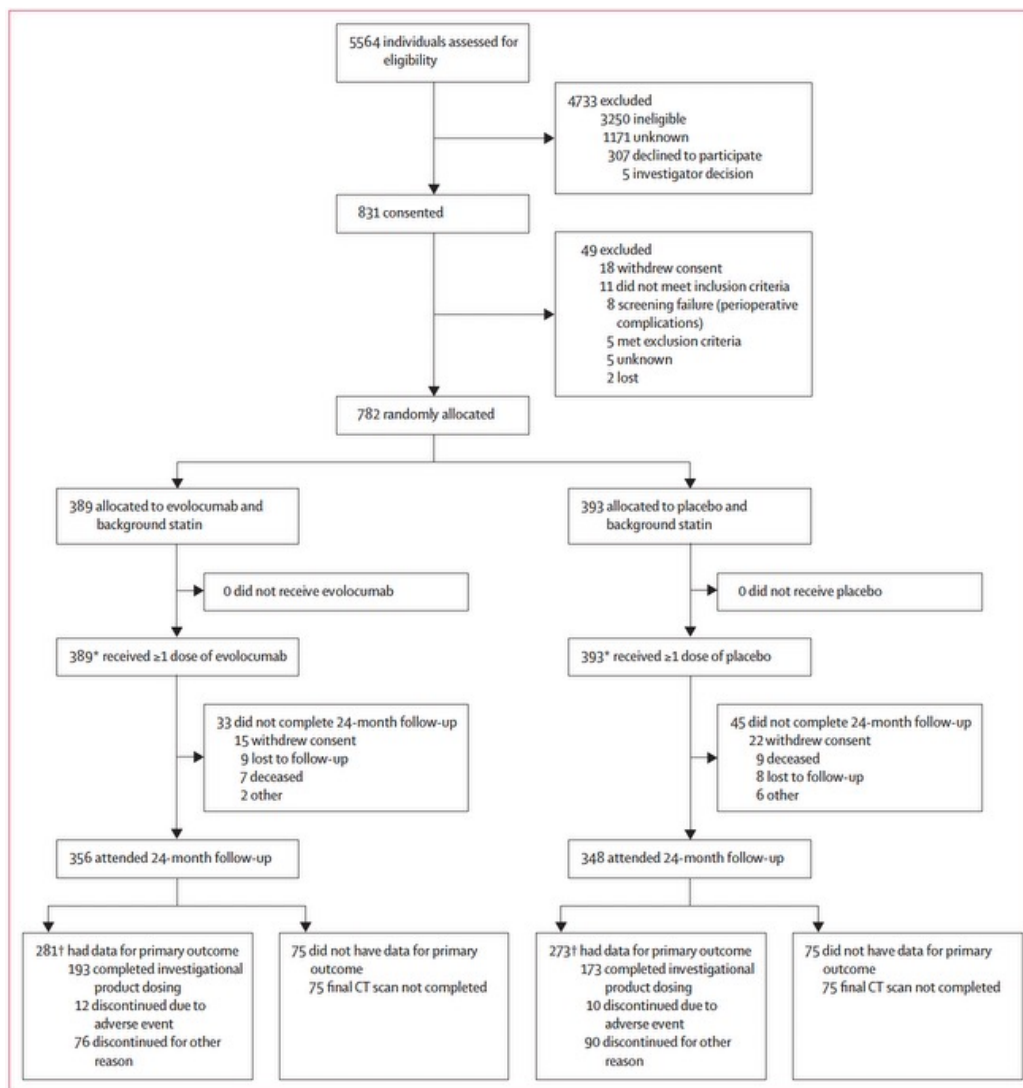 5564 individuals assessed for
eligibility
4733 excluded
3250 ineligible
1171 unknown
307 declined to participate
5 investigator decision
831 consented
49 excluded
18 withdrew consent
11 did not meet inclusion criteria
8 screening failure (perioperative
complications)
5 met exclusion criteria
5 unknown
2 lost
782 randomly allocated
389 allocated to evolocumab and
background statin
393 allocated to placebo and
background statin
0 did not receive evolocumab
0 did not receive placebo
389* received ≥1 dose of evolocumab
393* received ≥1 dose of placebo
33 did not complete 24-month follow-up
15 withdrew consent
9 lost to follow-up
7 deceased
2 other
45 did not complete 24-month follow-up
22 withdrew consent
9 deceased
8 lost to follow-up
6 other
356 attended 24-month follow-up
348 attended 24-month follow-up
281† had data for primary outcome
193 completed investigational
product dosing
12 discontinued due to
adverse event
76 discontinued for other
reason
75 did not have data for primary
outcome
75 final CT scan not completed
273† had data for primary outcome
173 completed investigational
product dosing
10 discontinued due to
adverse event
90 discontinued for other
reason
75 did not have data for primary
outcome
75 final CT scan not completed